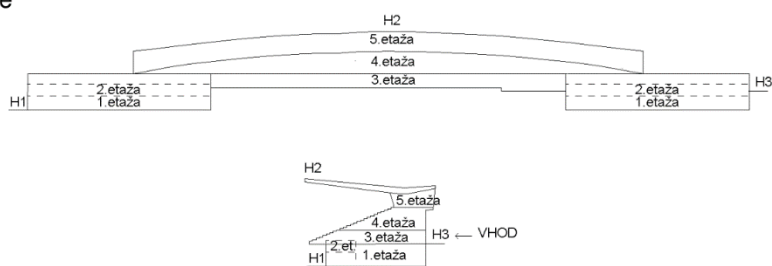 e
H2
5.etaža
4.etaža
3.etaža
2.etaža 2.etaža H3
H1 1.etaža 1.etaža
H2
5.etaža
4.etaža
3.etaža H3 ← VHOD
2.et
H1 1.etaža